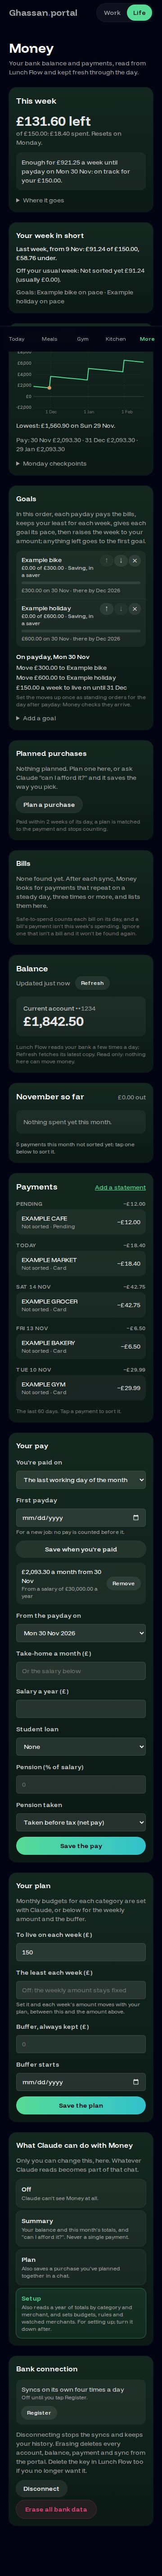 Ghassan.portal
Work
Life
Money
Your balance and payments, read from
Lunch Flow and kept fresh through the day.
This week
£131.60 left
of £150.00: £18.40 spent. Resets on
Monday.
Enough for £921.25 a week until
payday on Mon 30 Nov: on track for
your £150.00.
Where it goes
Your week in short
Last week, from 9 Nov: £91.24 of £150.00,
£58.76 under.
Off your usual week: Not sorted yet £91.24
(usually £0.00).
Goals: Example bike on pace · Example
holiday on pace
Today
Meals
Gym
Kitchen
More
£6000
£4000
£2000
£0
-£2000
1 Dec
1 Jan
1 Feb
Lowest: £1,560.90 on Sun 29 Nov.
Pay: 30 Nov £2,093.30 · 31 Dec £2,093.30 ·
29 Jan £2,093.30
Monday checkpoints
Goals
In this order, each payday pays the bills,
keeps your least for each week, gives each
goal its pace, then raises the week to your
amount; anything left goes to the first goal.
Example bike
£0.00 of £300.00 · Saving, in
a saver
£300.00 on 30 Nov · there by Dec 2026
Example holiday
£0.00 of £600.00 · Saving, in
a saver
£600.00 on 30 Nov · there by Dec 2026
On payday, Mon 30 Nov
Move £300.00 to Example bike
Move £600.00 to Example holiday
£150.00 a week to live on until 31 Dec
Set the moves up once as standing orders for the
day after payday: Money checks they arrive.
Add a goal
Planned purchases
Nothing planned. Plan one here, or ask
Claude "can I afford it?" and it saves the
way you pick.
Plan a purchase
Paid within 2 weeks of its day, a plan is matched
to the payment and stops counting.
Bills
None found yet. After each sync, Money
looks for payments that repeat on a
steady day, three times or more, and lists
them here.
Safe-to-spend counts each bill on its day, and a
bill's payment isn't this week's spending. Ignore
one that isn't a bill and it won't be found again.
Balance
Updated just now
Refresh
Current account ··1234
£1,842.50
Lunch Flow reads your bank a few times a day;
Refresh fetches its latest copy. Read only: nothing
here can move money.
November so far
£0.00 out
Nothing spent yet this month.
5 payments this month not sorted yet: tap one
below to sort it.
Payments
Add a statement
PENDING
−£12.00
EXAMPLE CAFE
Not sorted · Pending
−£12.00
TODAY
−£18.40
EXAMPLE MARKET
Not sorted · Card
−£18.40
SAT 14 NOV
−£42.75
EXAMPLE GROCER
Not sorted · Card
−£42.75
FRI 13 NOV
−£6.50
EXAMPLE BAKERY
Not sorted · Card
−£6.50
TUE 10 NOV
−£29.99
EXAMPLE GYM
Not sorted · Card
−£29.99
The last 60 days. Tap a payment to sort it.
Your pay
You're paid on
The last working day of the month
First payday
mm/dd/yyyy
For a new job: no pay is counted before it.
Save when you're paid
£2,093.30 a month from 30
Nov
From a salary of £30,000.00 a
year
Remove
From the payday on
Mon 30 Nov 2026
Take-home a month (£)
Or the salary below
Salary a year (£)
Student loan
None
Pension (% of salary)
0
Pension taken
Taken before tax (net pay)
Save the pay
Your plan
Monthly budgets for each category are set
with Claude, or below for the weekly
amount and the buffer.
To live on each week (£)
150
The least each week (£)
Off: the weekly amount stays fixed
Set it and each week's amount moves with your
plan, between this and the amount above.
Buffer, always kept (£)
0
Buffer starts
mm/dd/yyyy
Save the plan
What Claude can do with Money
Only you can change this, here. Whatever
Claude reads becomes part of that chat.
Off
Claude can't see Money at all.
Summary
Your balance and this month's totals, and
"can I afford it?". Never a single payment.
Plan
Also saves a purchase you've planned
together in a chat.
Setup
Also reads a year of totals by category and
merchant, and sets budgets, rules and
watched merchants. For setting up; turn it
down after.
Bank connection
Syncs on its own four times a day
Off until you tap Register.
Register
Disconnecting stops the syncs and keeps
your history. Erasing deletes every
account, balance, payment and sync from
the portal. Delete the key in Lunch Flow too
if you no longer want it.
Disconnect
Erase all bank data